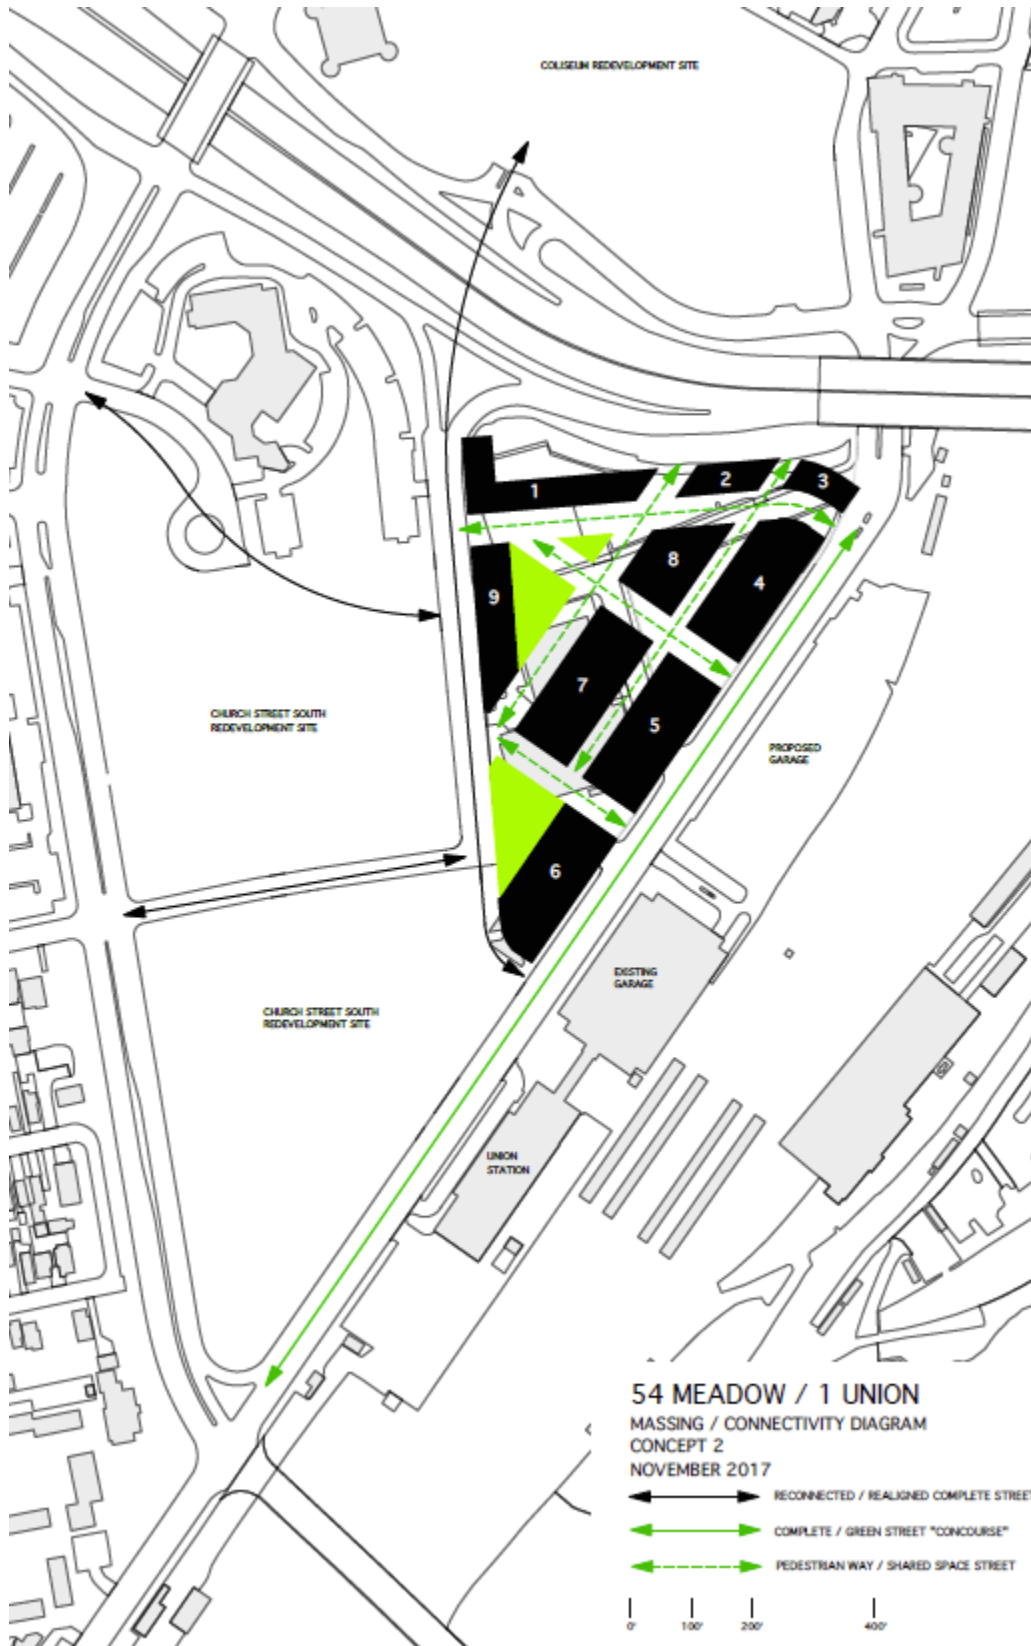 COLISEUM REDEVELOPMENT SITE
1
2
3
8
4
9
7
5
6
CHURCH STREET SOUTH
REDEVELOPMENT SITE
PROPOSED
GARAGE
EXISTING
GARAGE
CHURCH STREET SOUTH
REDEVELOPMENT SITE
UNION
STATION
54 MEADOW / 1 UNION
MASSING / CONNECTIVITY DIAGRAM
CONCEPT 2
NOVEMBER 2017
RECONNECTED / REALIGNED COMPLETE STREET
COMPLETE / GREEN STREET "CONCOURSE"
PEDESTRIAN WAY / SHARED SPACE STREET
0' 100' 200' 400'